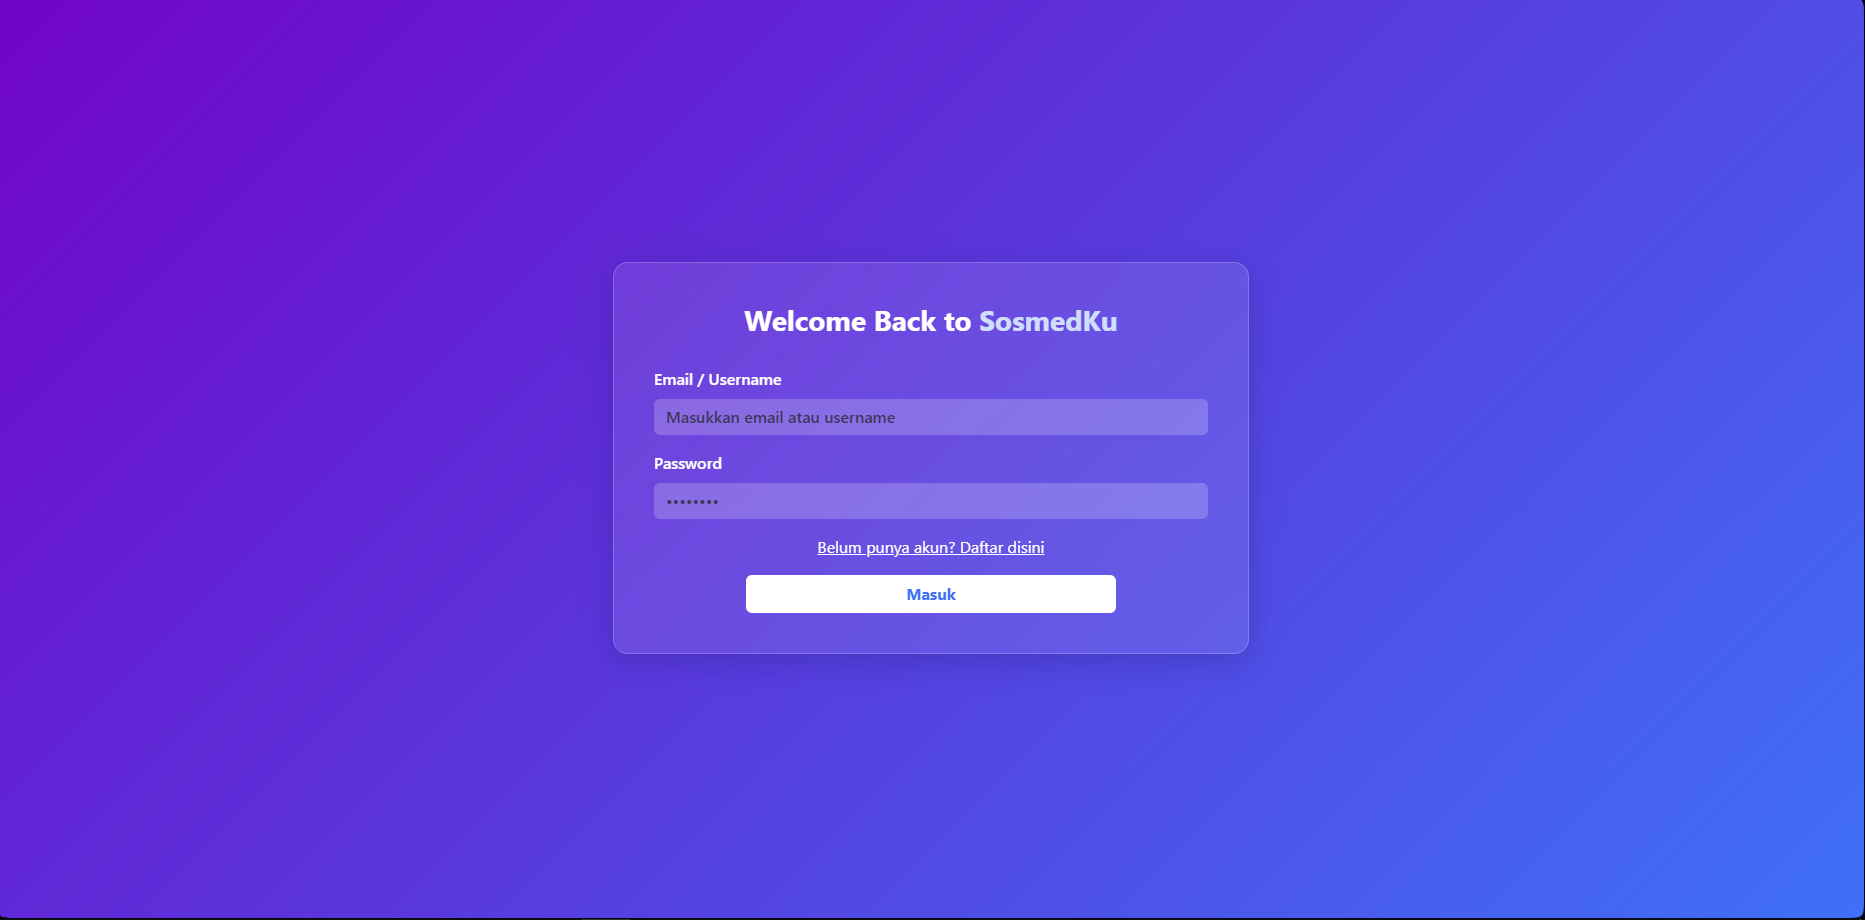 Welcome Back to SosmedKu
Email / Username
Masukkan email atau username
Password
••••••••
Belum punya akun? Daftar disini
Masuk